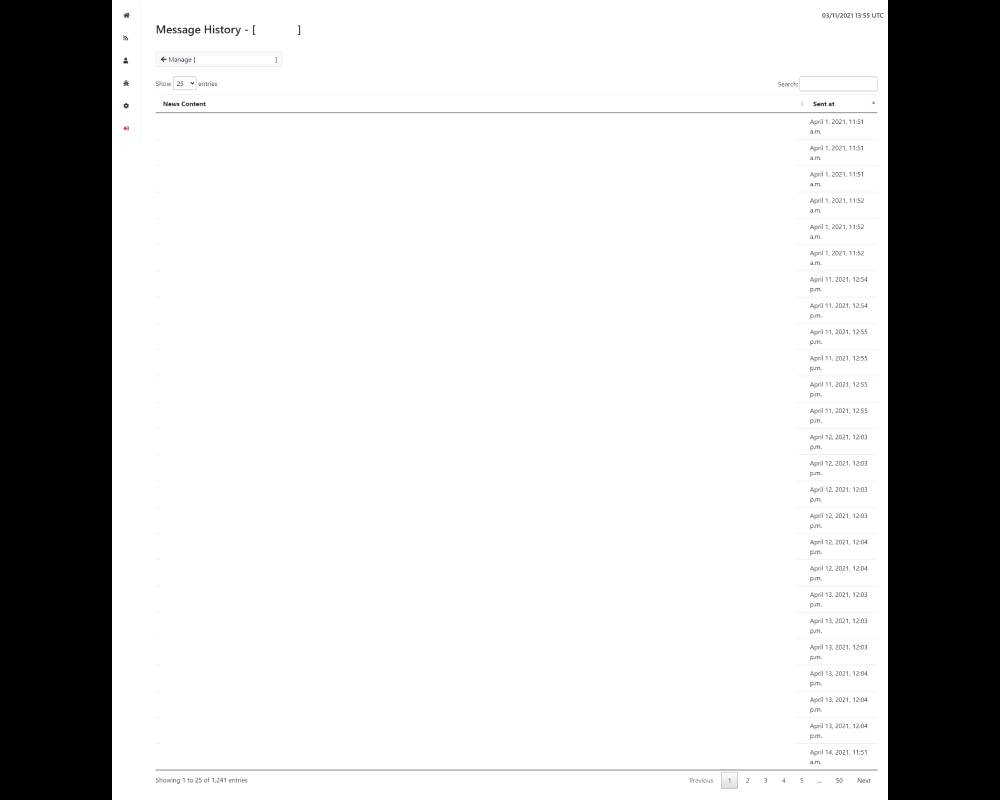 03/11/2021 13:55 UTC
Message History - [ ]
Manage [ ]
Show 25 entries
Search:
News Content Sent at
April 1, 2021, 11:51
a.m.
April 1, 2021, 11:51
a.m.
April 1, 2021, 11:51
a.m.
April 1, 2021, 11:52
a.m.
April 1, 2021, 11:52
a.m.
April 1, 2021, 11:52
a.m.
April 11, 2021, 12:54
p.m.
April 11, 2021, 12:54
p.m.
April 11, 2021, 12:55
p.m.
April 11, 2021, 12:55
p.m.
April 11, 2021, 12:55
p.m.
April 11, 2021, 12:55
p.m.
April 12, 2021, 12:03
p.m.
April 12, 2021, 12:03
p.m.
April 12, 2021, 12:03
p.m.
April 12, 2021, 12:03
p.m.
April 12, 2021, 12:04
p.m.
April 12, 2021, 12:04
p.m.
April 13, 2021, 12:03
p.m.
April 13, 2021, 12:03
p.m.
April 13, 2021, 12:03
p.m.
April 13, 2021, 12:04
p.m.
April 13, 2021, 12:04
p.m.
April 13, 2021, 12:04
p.m.
April 14, 2021, 11:51
a.m.
Showing 1 to 25 of 1,241 entries
Previous 1 2 3 4 5 ... 50 Next